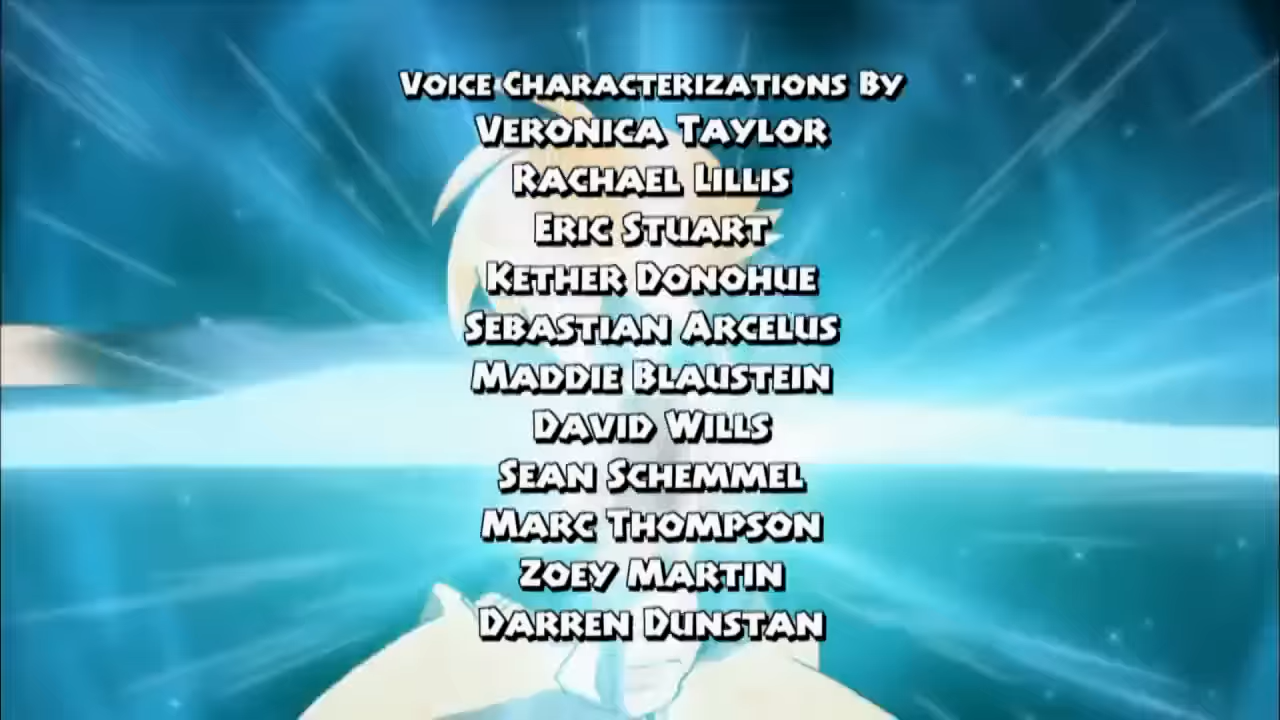 Voice Characterizations By
Veronica Taylor
Rachael Lillis
Eric Stuart
Kether Donohue
Sebastian Arcelus
Maddie Blaustein
David Wills
Sean Schemmel
Marc Thompson
Zoey Martin
Darren Dunstan